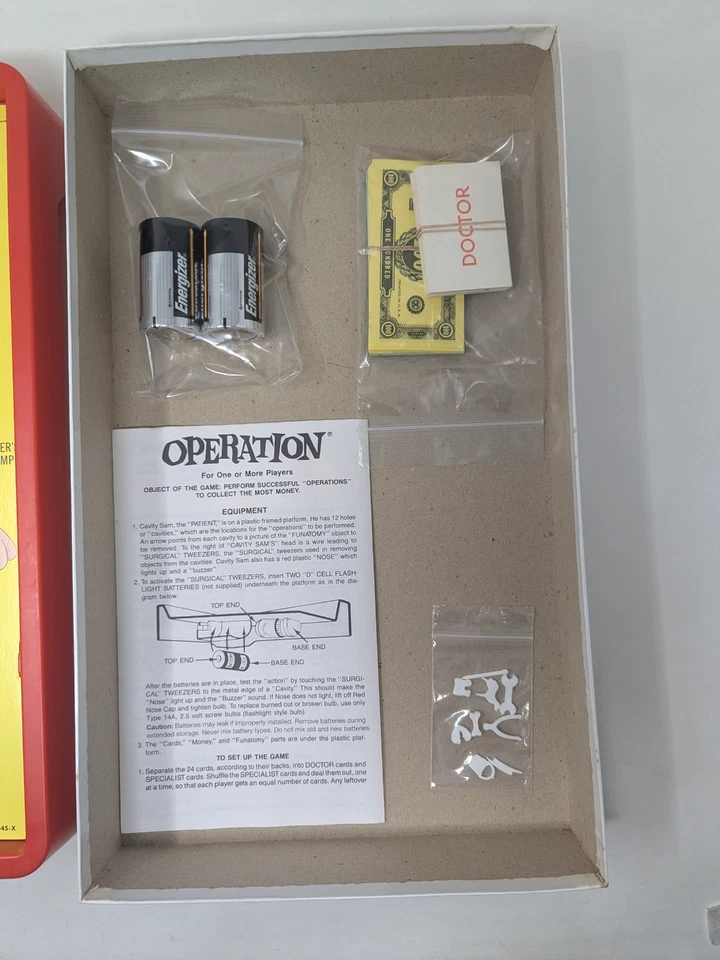 Energizer
Energizer
DOCTOR
100
ONE HUNDRED
100
100
ER'S
MP
45-X
OPERATION®
For One or More Players
OBJECT OF THE GAME: PERFORM SUCCESSFUL "OPERATIONS"
TO COLLECT THE MOST MONEY.
EQUIPMENT
1. Cavity Sam, the "PATIENT," is on a plastic-framed platform. He has 12 holes
or "cavities," which are the locations for the "operations" to be performed.
An arrow points from each cavity to a picture of the "FUNATOMY" object to
be removed. To the right of "CAVITY SAM'S" head is a wire leading to
"SURGICAL" TWEEZERS, the "SURGICAL" tweezers used in removing
objects from the cavities. Cavity Sam also has a red plastic "NOSE" which
lights up and a "buzzer."
2. To activate the "SURGICAL" TWEEZERS, insert TWO "D" CELL FLASH-
LIGHT BATTERIES (not supplied) underneath the platform as in the dia-
gram below.
TOP END
BASE END
TOP END
BASE END
After the batteries are in place, test the "action" by touching the "SURGI-
CAL" TWEEZERS to the metal edge of a "Cavity." This should make the
"Nose" light up and the "Buzzer" sound. If Nose does not light, lift off Red
Nose Cap and tighten bulb. To replace burned out or broken bulb, use only
Type 14A, 2.5 volt screw bulbs (flashlight style bulb).
Caution: Batteries may leak if improperly installed. Remove batteries during
extended storage. Never mix battery types. Do not mix old and new batteries.
3. The "Cards," "Money," and "Funatomy" parts are under the plastic plat-
form.
TO SET UP THE GAME
1. Separate the 24 cards, according to their backs, into DOCTOR cards and
SPECIALIST cards. Shuffle the SPECIALIST cards and deal them out, one
at a time, so that each player gets an equal number of cards. Any leftover